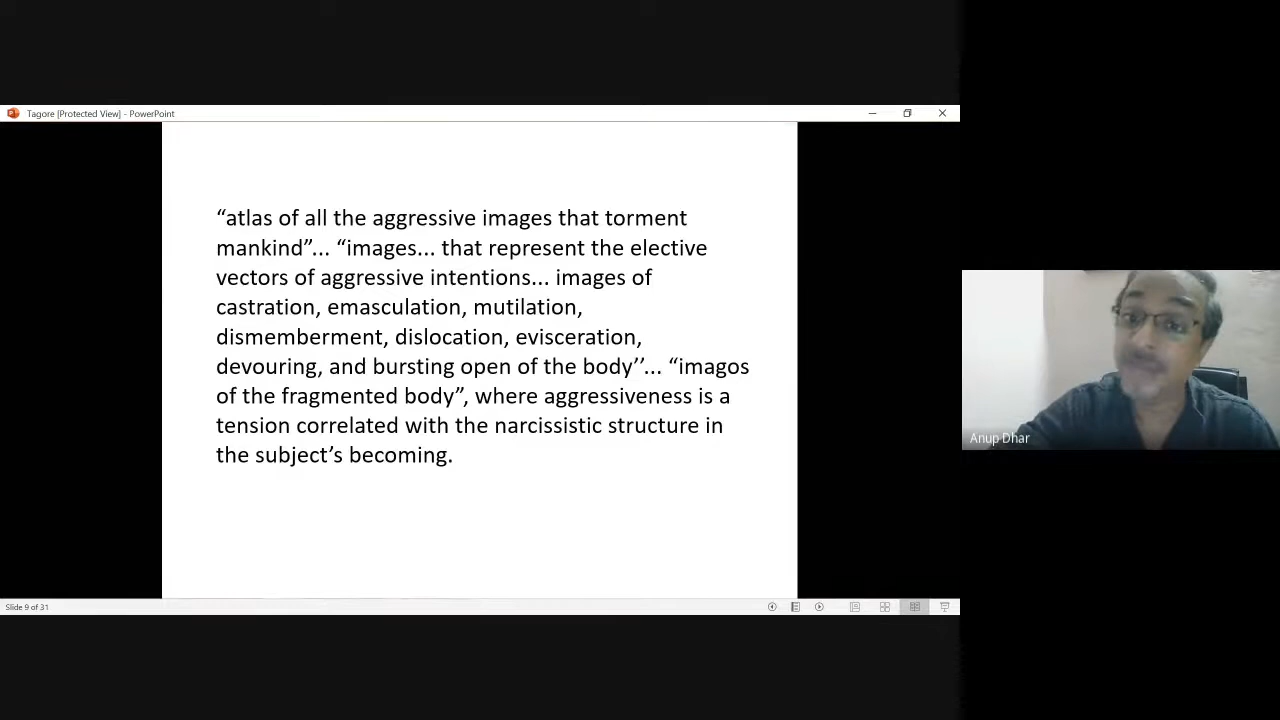 Tagore [Protected View] - PowerPoint
“atlas of all the aggressive images that torment
mankind”... “images... that represent the elective
vectors of aggressive intentions... images of
castration, emasculation, mutilation,
dismemberment, dislocation, evisceration,
devouring, and bursting open of the body’’... “imagos
of the fragmented body”, where aggressiveness is a
tension correlated with the narcissistic structure in
the subject’s becoming.
Anup Dhar
Slide 9 of 31